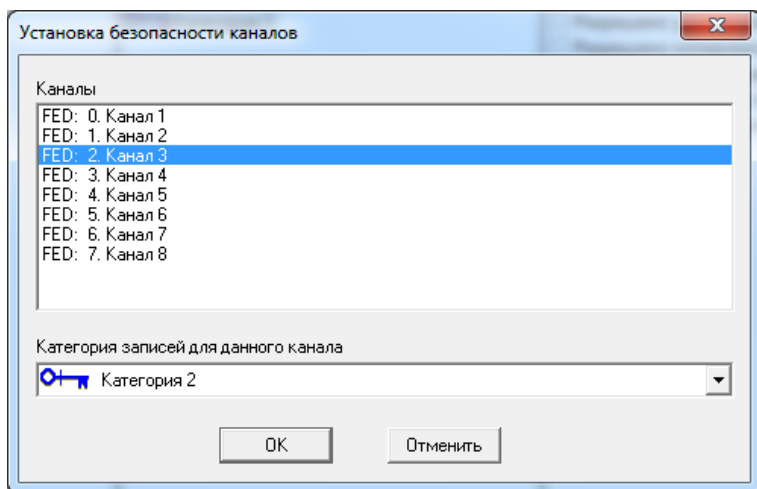 Установка безопасности каналов
Каналы
FED: 0. Канал 1
FED: 1. Канал 2
FED: 2. Канал 3
FED: 3. Канал 4
FED: 4. Канал 5
FED: 5. Канал 6
FED: 6. Канал 7
FED: 7. Канал 8
Категория записей для данного канала
Категория 2
OK
Отменить